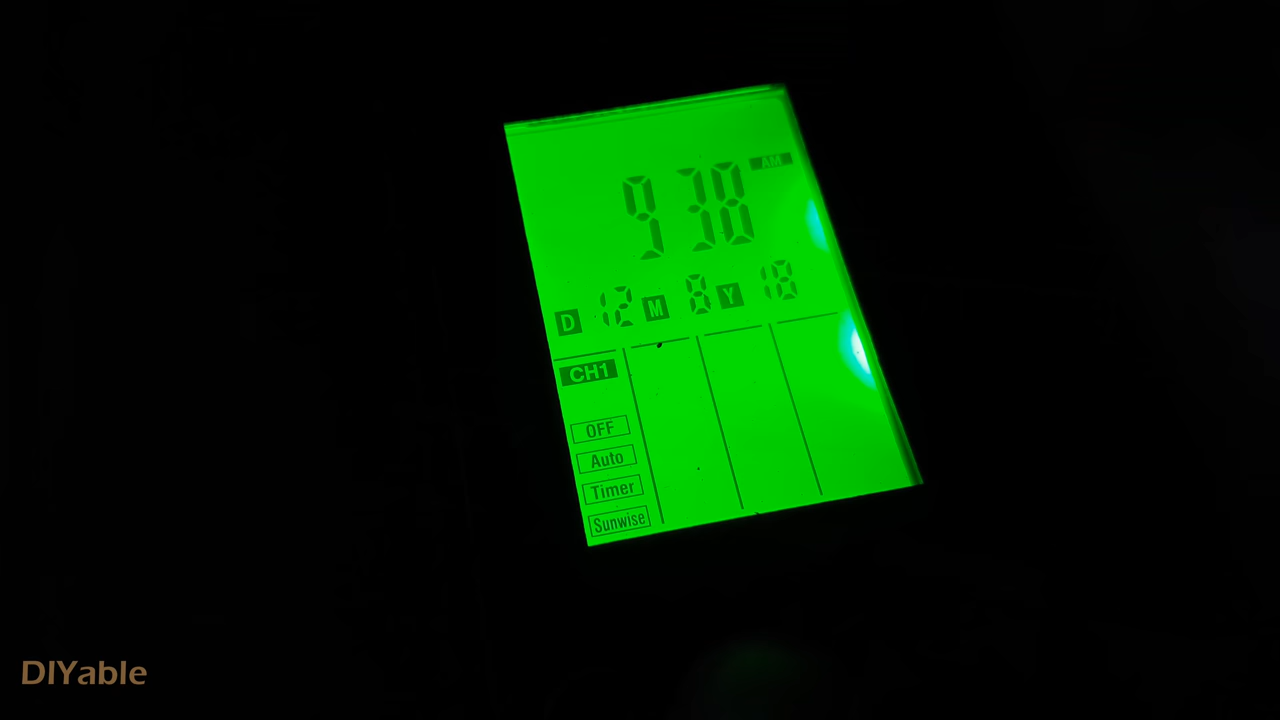 AM
9 38
D 12 M 8 Y 18
CH1
OFF
Auto
Timer
Sunwise
DIYable